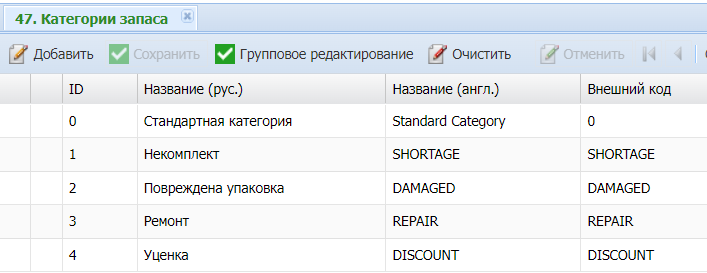 47. Категории запаса
Добавить Сохранить Групповое редактирование Очистить Отменить
ID Название (рус.) Название (англ.) Внешний код
0 Стандартная категория Standard Category 0
1 Некомплект SHORTAGE SHORTAGE
2 Повреждена упаковка DAMAGED DAMAGED
3 Ремонт REPAIR REPAIR
4 Уценка DISCOUNT DISCOUNT